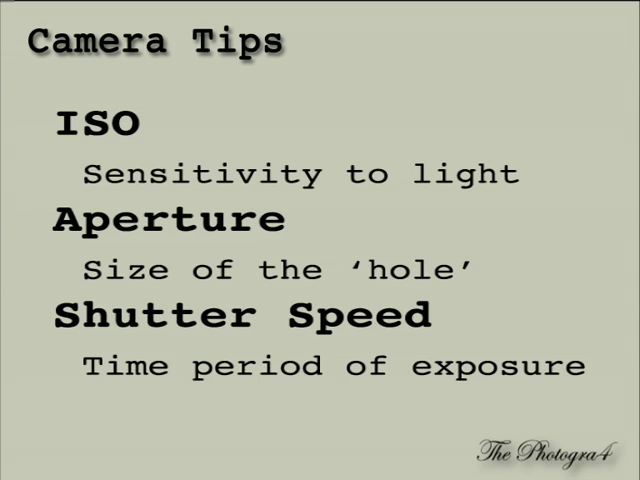 Camera Tips
ISO
Sensitivity to light
Aperture
Size of the ‘hole’
Shutter Speed
Time period of exposure
The Photogra4